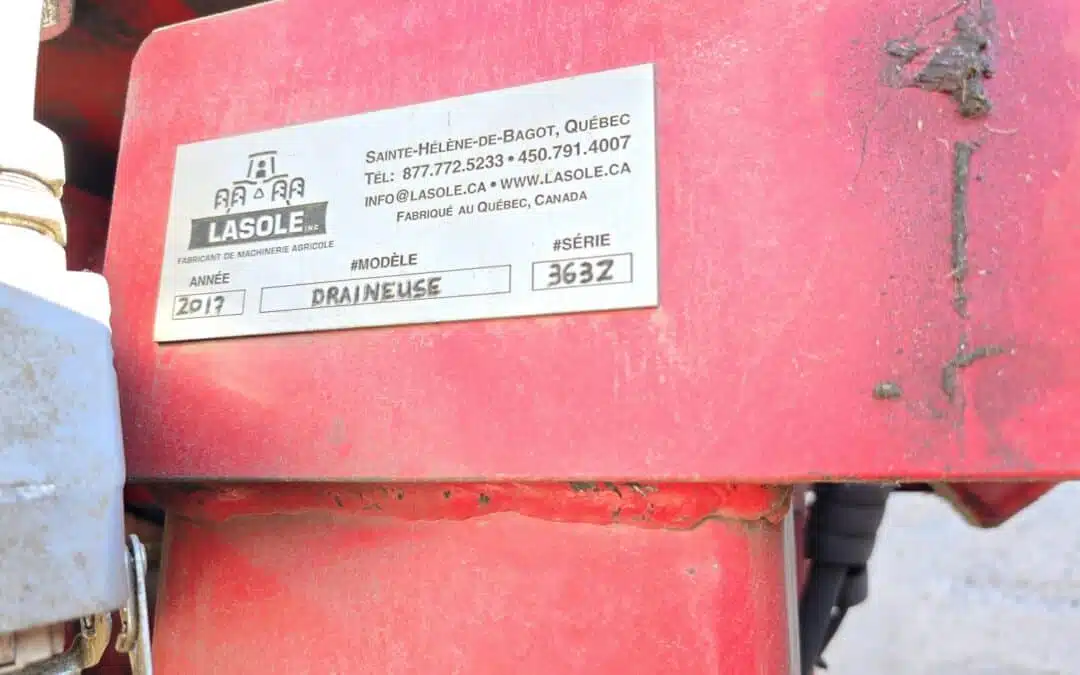 LASOLE INC
FABRICANT DE MACHINERIE AGRICOLE
SAINTE-HÉLÈNE-DE-BAGOT, QUÉBEC
TÉL: 877.772.5233 • 450.791.4007
INFO@LASOLE.CA • WWW.LASOLE.CA
FABRIQUÉ AU QUÉBEC, CANADA
ANNÉE #MODÈLE #SÉRIE
2017 DRAINEUSE 3632